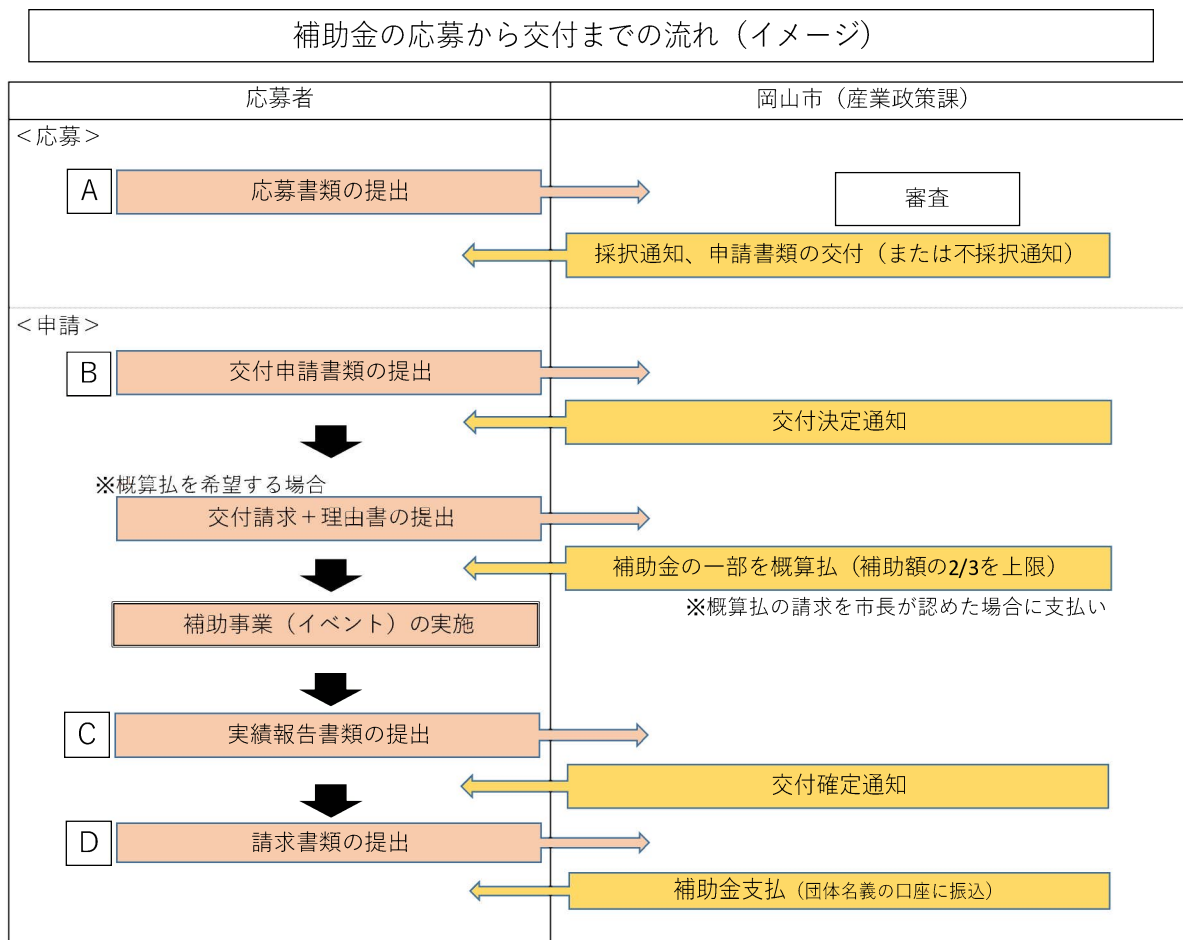 補助金の応募から交付までの流れ（イメージ）
応募者
岡山市（産業政策課）
＜応募＞
A
応募書類の提出
審査
採択通知、申請書類の交付（または不採択通知）
＜申請＞
B
交付申請書類の提出
交付決定通知
※概算払を希望する場合
交付請求＋理由書の提出
補助金の一部を概算払（補助額の2/3を上限）
※概算払の請求を市長が認めた場合に支払い
補助事業（イベント）の実施
C
実績報告書類の提出
交付確定通知
D
請求書類の提出
補助金支払（団体名義の口座に振込）